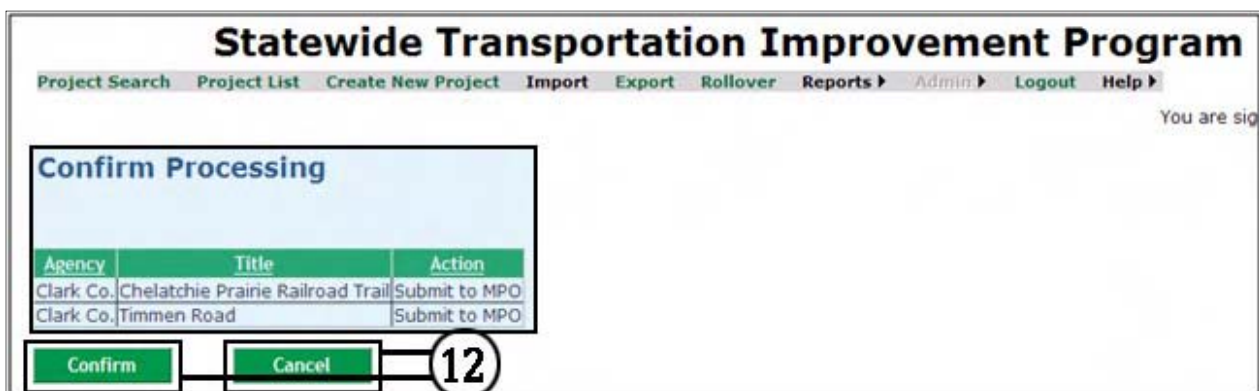 Statewide Transportation Improvement Program
Project Search Project List Create New Project Import Export Rollover Reports Admin Logout Help
You are sig
Confirm Processing
Agency Title Action
Clark Co. Chelatchie Prairie Railroad Trail Submit to MPO
Clark Co. Timmen Road Submit to MPO
Confirm Cancel 12